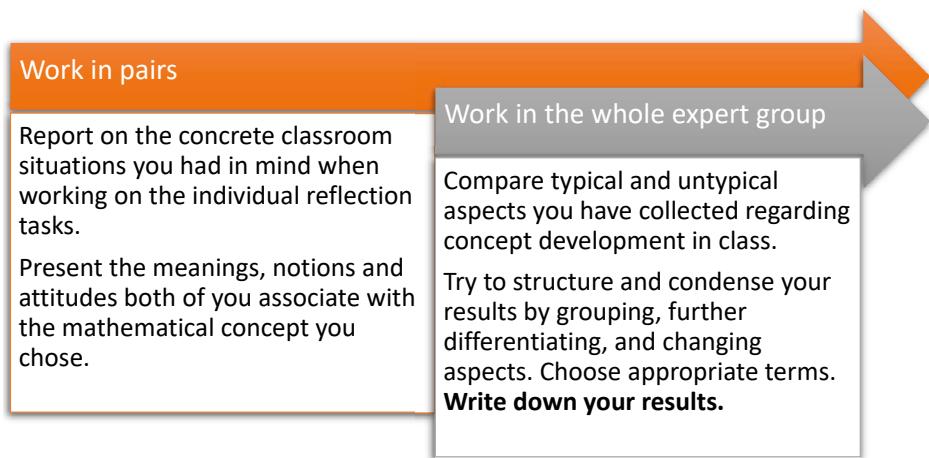 Work in pairs
Report on the concrete classroom
situations you had in mind when
working on the individual reflection
tasks.
Present the meanings, notions and
attitudes both of you associate with
the mathematical concept you
chose.
Work in the whole expert group
Compare typical and untypical
aspects you have collected regarding
concept development in class.
Try to structure and condense your
results by grouping, further
differentiating, and changing
aspects. Choose appropriate terms.
Write down your results.